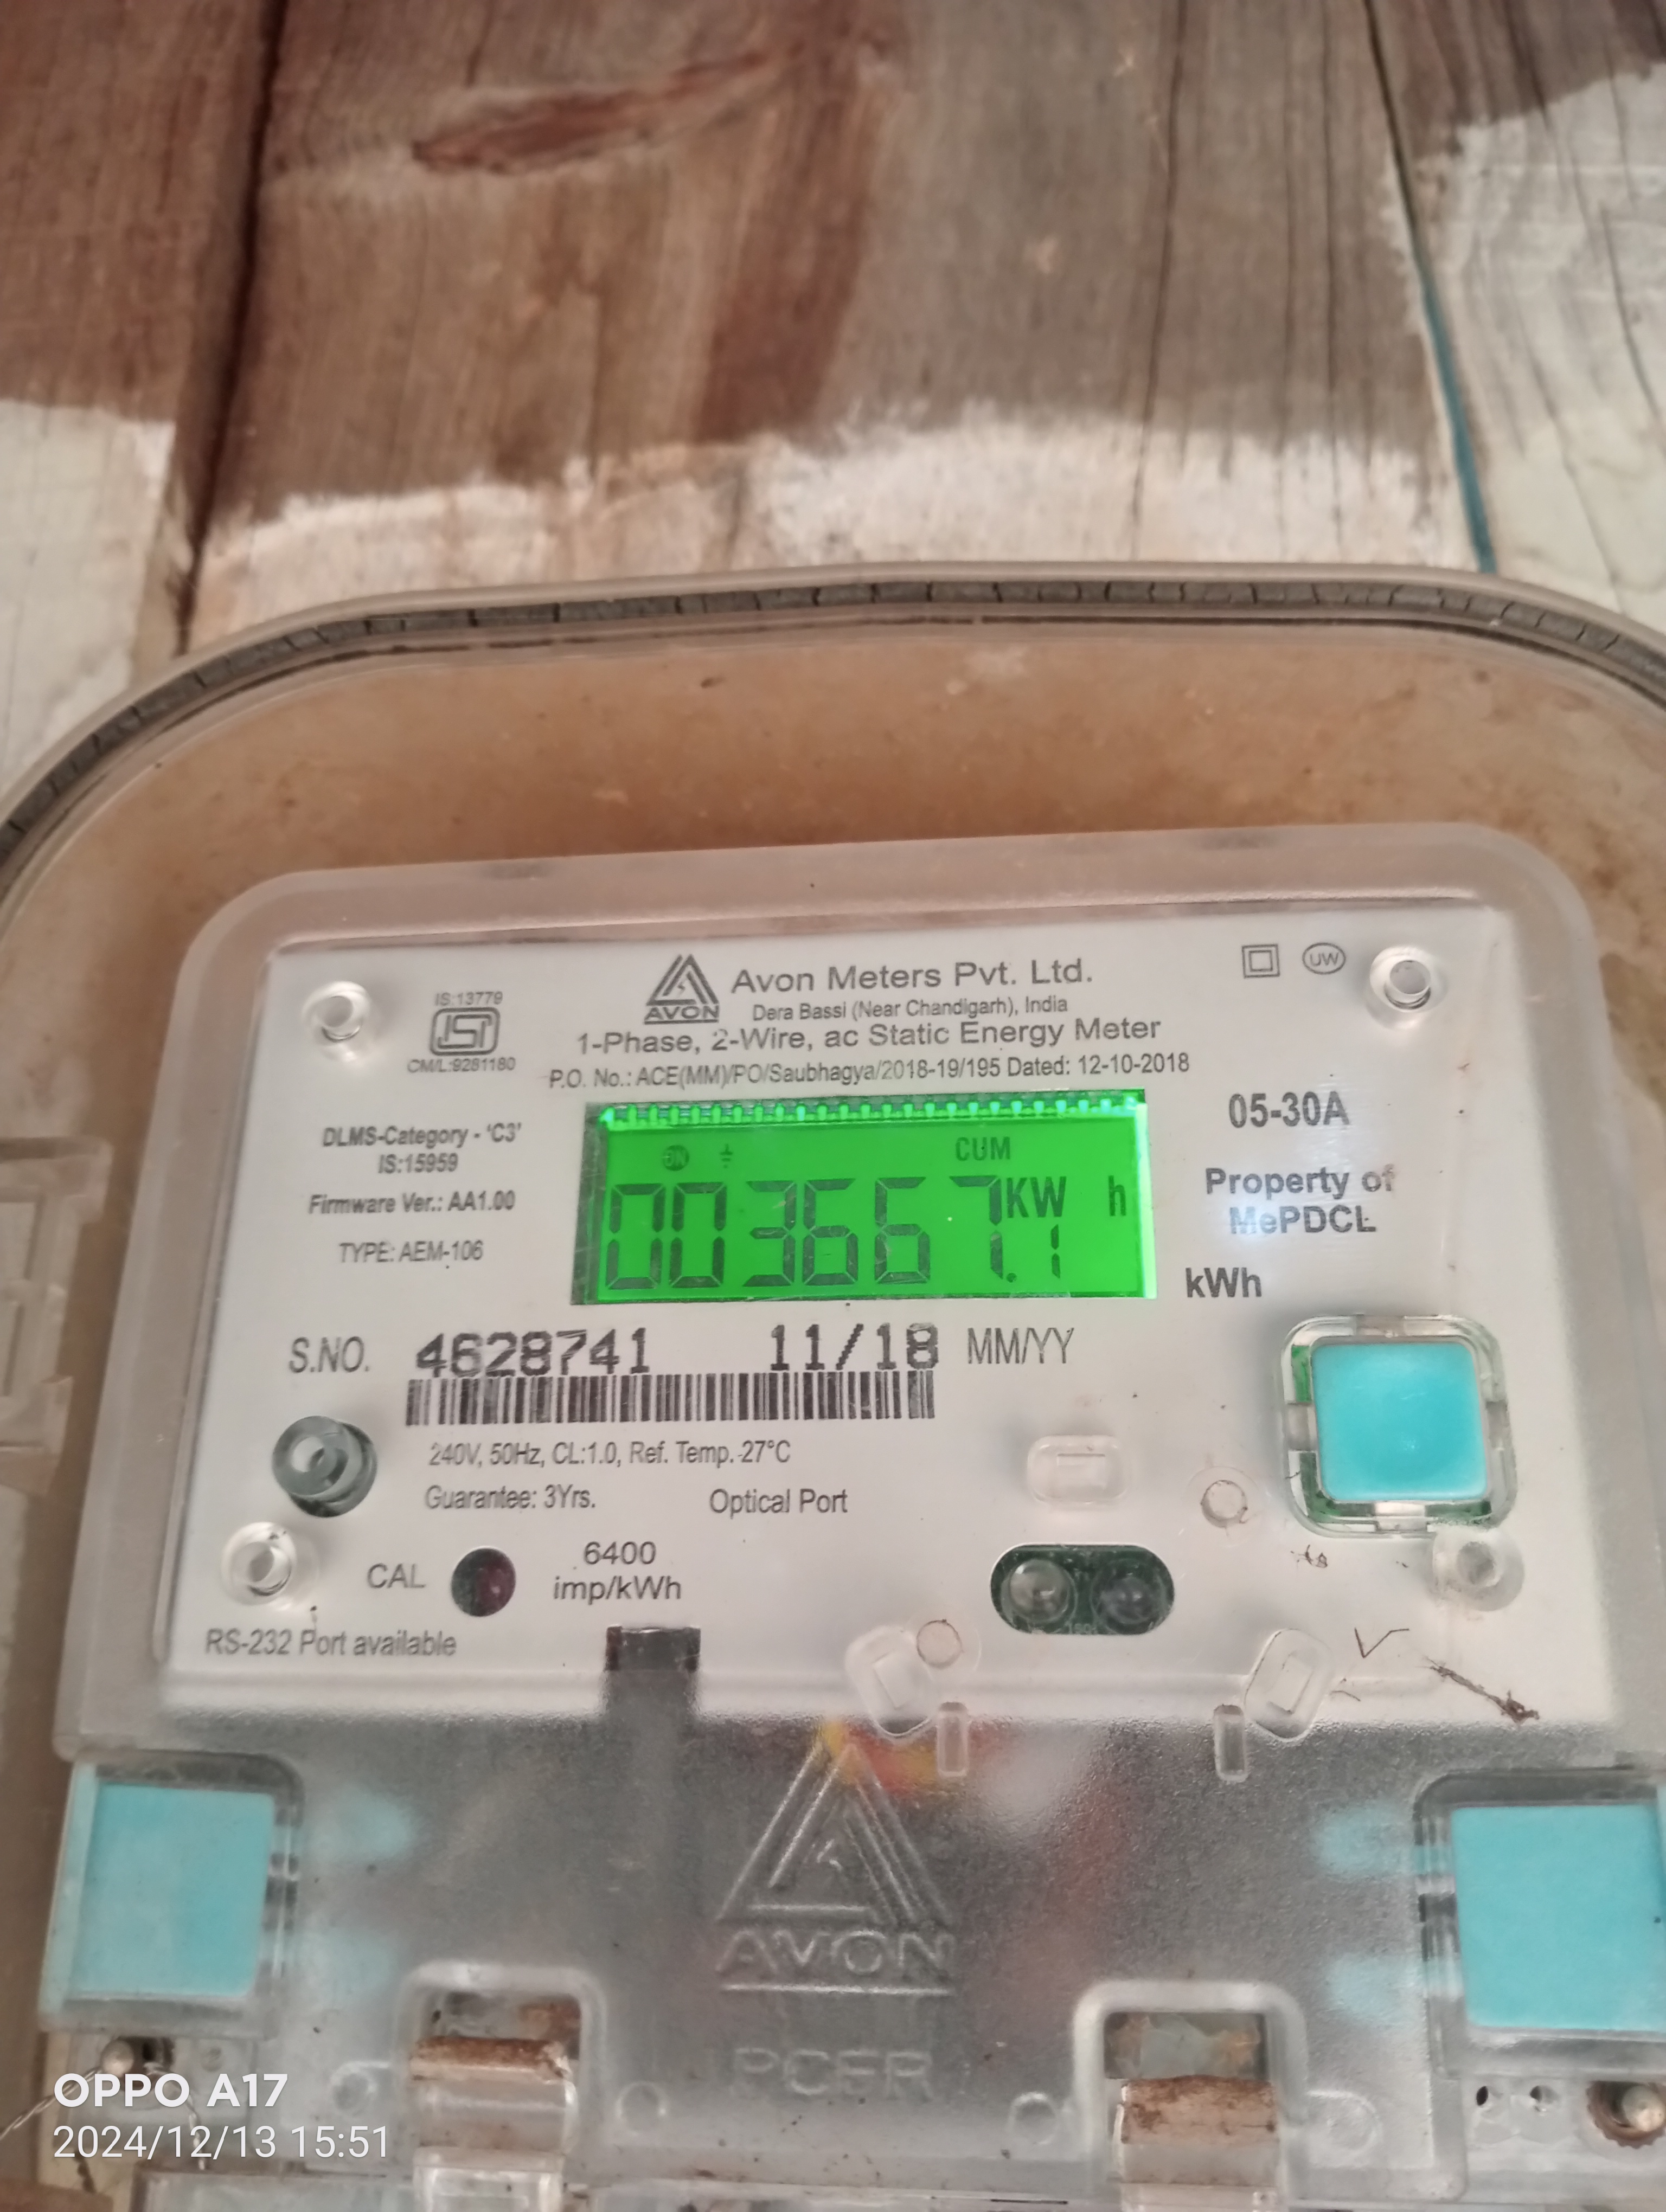 IS:13779
ISI
CM/L:9281180
AVON
Avon Meters Pvt. Ltd.
Dera Bassi (Near Chandigarh), India
1-Phase, 2-Wire, ac Static Energy Meter
P.O. No.: ACE(MM)/PO/Saubhagya/2018-19/195 Dated: 12-10-2018
UW
DLMS-Category - 'C3'
IS:15959
Firmware Ver.: AA1.00
TYPE: AEM-106
CUM
003667.1 KW h
05-30A
Property of
MePDCL
kWh
S.NO. 4628741 11/18 MM/YY
240V, 50Hz, CL:1.0, Ref. Temp. 27°C
Guarantee: 3Yrs.
Optical Port
CAL
6400
imp/kWh
RS-232 Port available
AVON
OPPO A17
2024/12/13 15:51